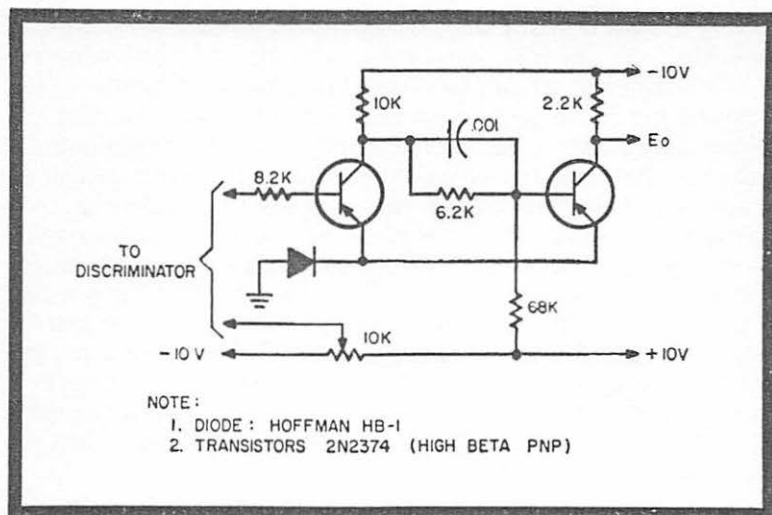 -10V
10K
2.2K
.001
Eo
8.2K
6.2K
TO
DISCRIMINATOR
68K
10K
-10 V
+10V
NOTE:
1. DIODE: HOFFMAN HB-1
2. TRANSISTORS 2N2374 (HIGH BETA PNP)